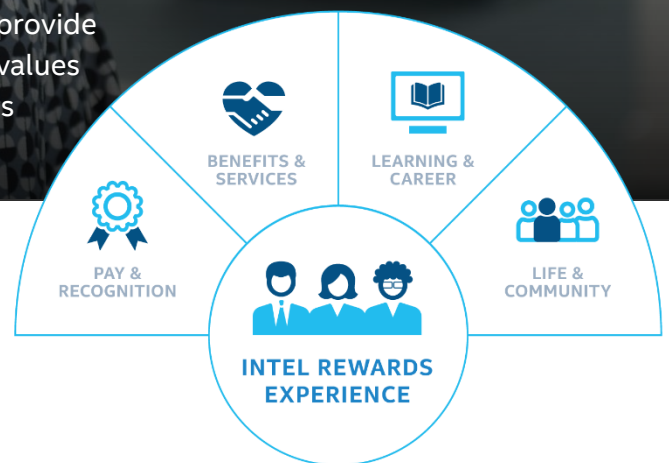 provide
values
s
BENEFITS &
SERVICES
LEARNING &
CAREER
PAY &
RECOGNITION
LIFE &
COMMUNITY
INTEL REWARDS
EXPERIENCE